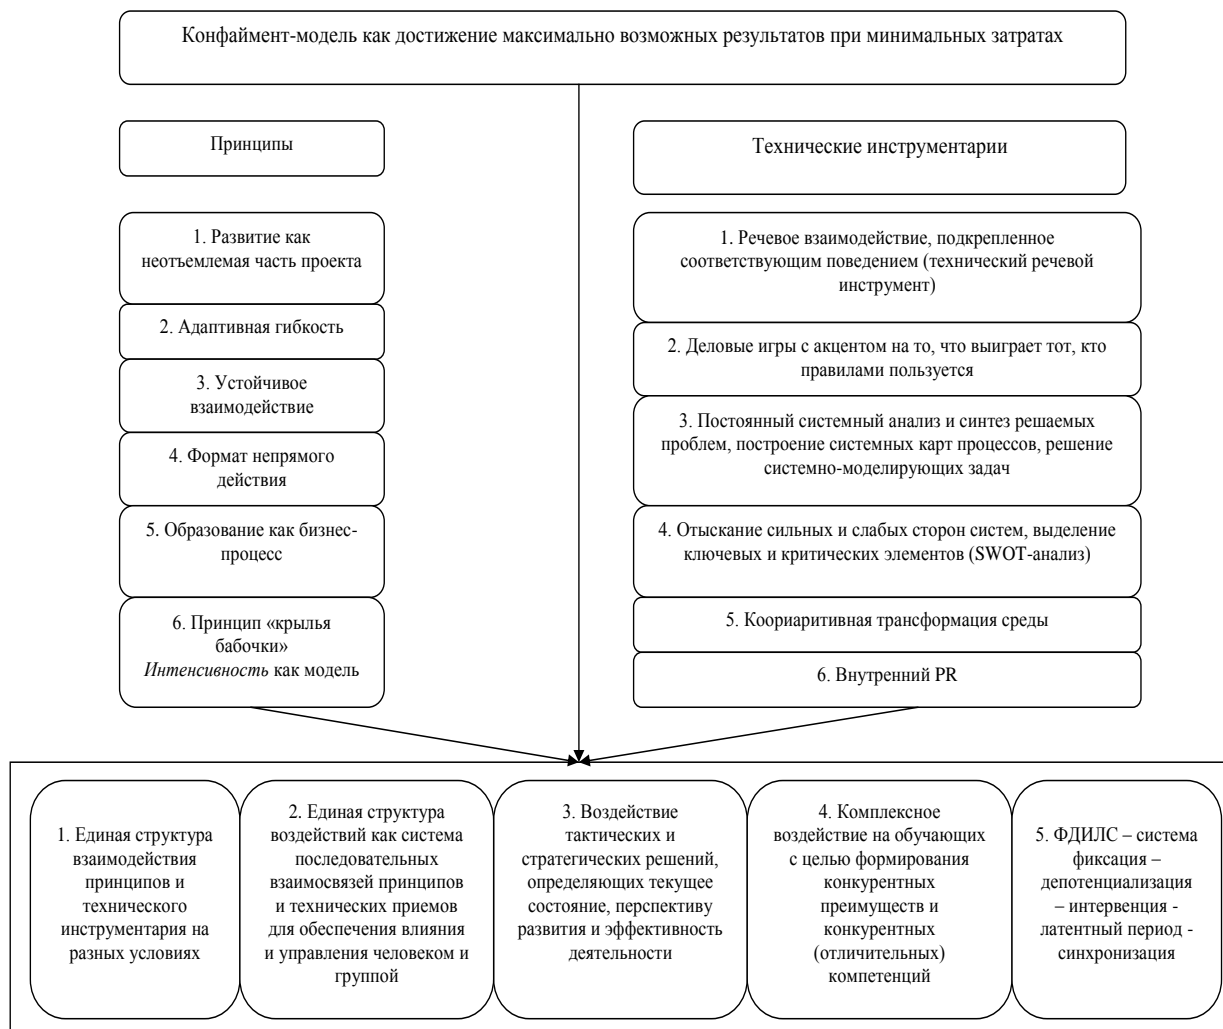 Конфаймент-модель как достижение максимально возможных результатов при минимальных затратах
Принципы
1. Развитие как
неотъемлемая часть проекта
2. Адаптивная гибкость
3. Устойчивое
взаимодействие
4. Формат непрямого
действия
5. Образование как бизнес-
процесс
6. Принцип «крылья
бабочки»
Интенсивность как модель
Технические инструментарии
1. Речевое взаимодействие, подкрепленное
соответствующим поведением (технический речевой
инструмент)
2. Деловые игры с акцентом на то, что выиграет тот, кто
правилами пользуется
3. Постоянный системный анализ и синтез решаемых
проблем, построение системных карт процессов, решение
системно-моделирующих задач
4. Отыскание сильных и слабых сторон систем, выделение
ключевых и критических элементов (SWOT-анализ)
5. Коориаритивная трансформация среды
6. Внутренний PR
1. Единая структура
взаимодействия
принципов и
технического
инструментария на
разных условиях
2. Единая структура
воздействий как система
последовательных
взаимосвязей принципов
и технических приемов
для обеспечения влияния
и управления человеком и
группой
3. Воздействие
тактических и
стратегических решений,
определяющих текущее
состояние, перспективу
развития и эффективность
деятельности
4. Комплексное
воздействие на обучающих
с целью формирования
конкурентных
преимуществ и
конкурентных
(отличительных)
компетенций
5. ФДИЛС – система
фиксация –
депотенциализация
– интервенция -
латентный период -
синхронизация